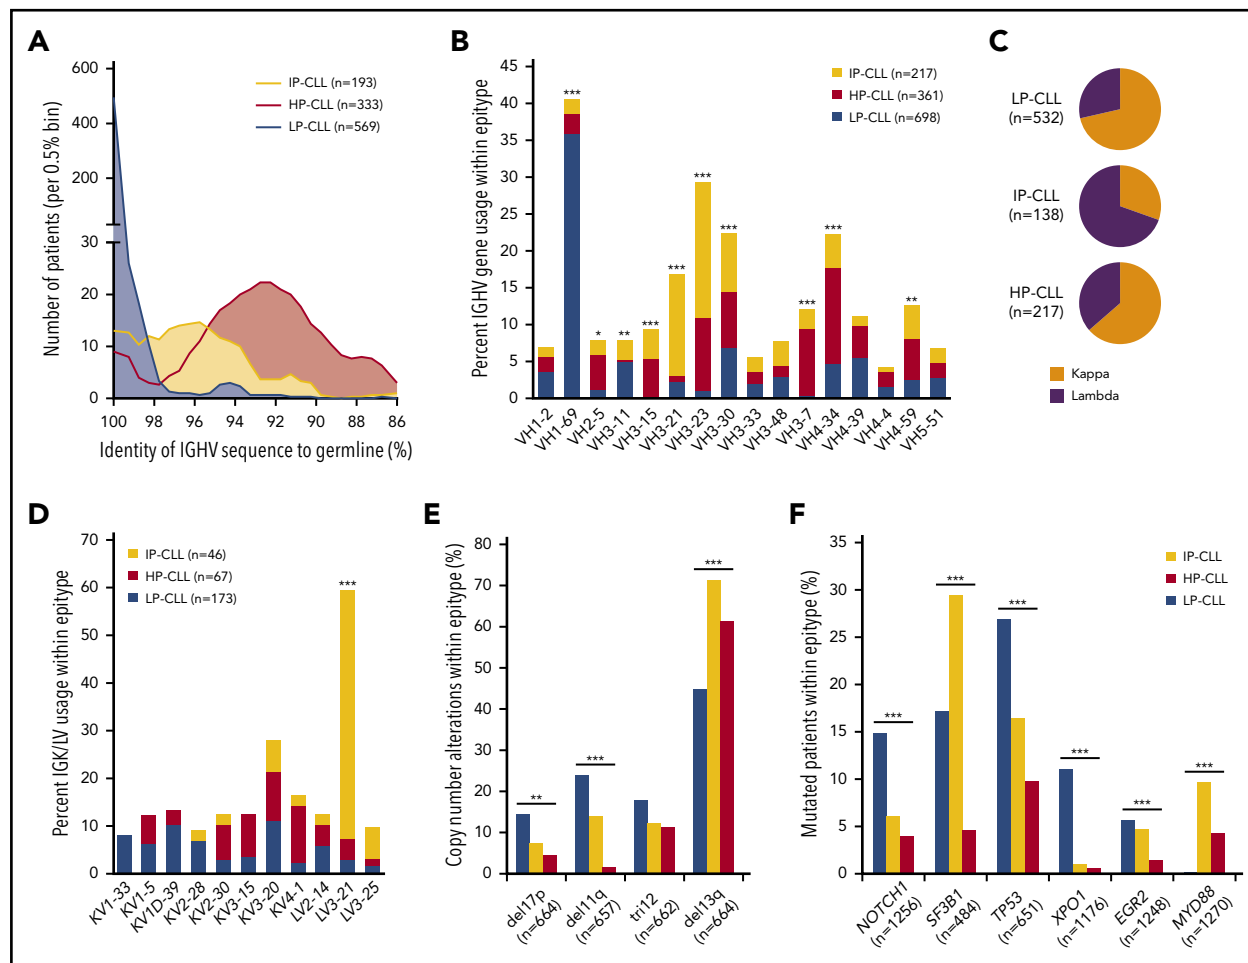 A
Number of patients (per 0.5% bin)
600
400
200
30
20
10
0
IP-CLL (n=193)
HP-CLL (n=333)
LP-CLL (n=569)
100 98 96 94 92 90 88 86
Identity of IGHV sequence to germline (%)
B
Percent IGHV gene usage within epitype
45
40
35
30
25
20
15
10
5
0
IP-CLL (n=217)
HP-CLL (n=361)
LP-CLL (n=698)
*** * ** *** *** *** *** *** *** **
VH1-2 VH1-69 VH2-5 VH3-11 VH3-15 VH3-21 VH3-23 VH3-30 VH3-33 VH3-48 VH3-7 VH4-34 VH4-39 VH4-4 VH4-59 VH5-51
C
LP-CLL
(n=532)
IP-CLL
(n=138)
HP-CLL
(n=217)
Kappa
Lambda
D
Percent IGK/LV usage within epitype
70
60
50
40
30
20
10
0
IP-CLL (n=46)
HP-CLL (n=67)
LP-CLL (n=173)
***
KV1-33 KV1-5 KV1D-39 KV2-28 KV2-30 KV3-15 KV3-20 KV4-1 LV2-14 LV3-21 LV3-25
E
Copy number alterations within epitype (%)
80
70
60
50
40
30
20
10
0
** *** ***
del17p
(n=664)
del11q
(n=657)
tri12
(n=662)
del13q
(n=664)
F
Mutated patients within epitype (%)
35
30
25
20
15
10
5
0
IP-CLL
HP-CLL
LP-CLL
*** *** *** *** *** ***
NOTCH1
(n=1256)
SF3B1
(n=484)
TP53
(n=651)
XPO1
(n=1176)
EGR2
(n=1248)
MYD88
(n=1270)